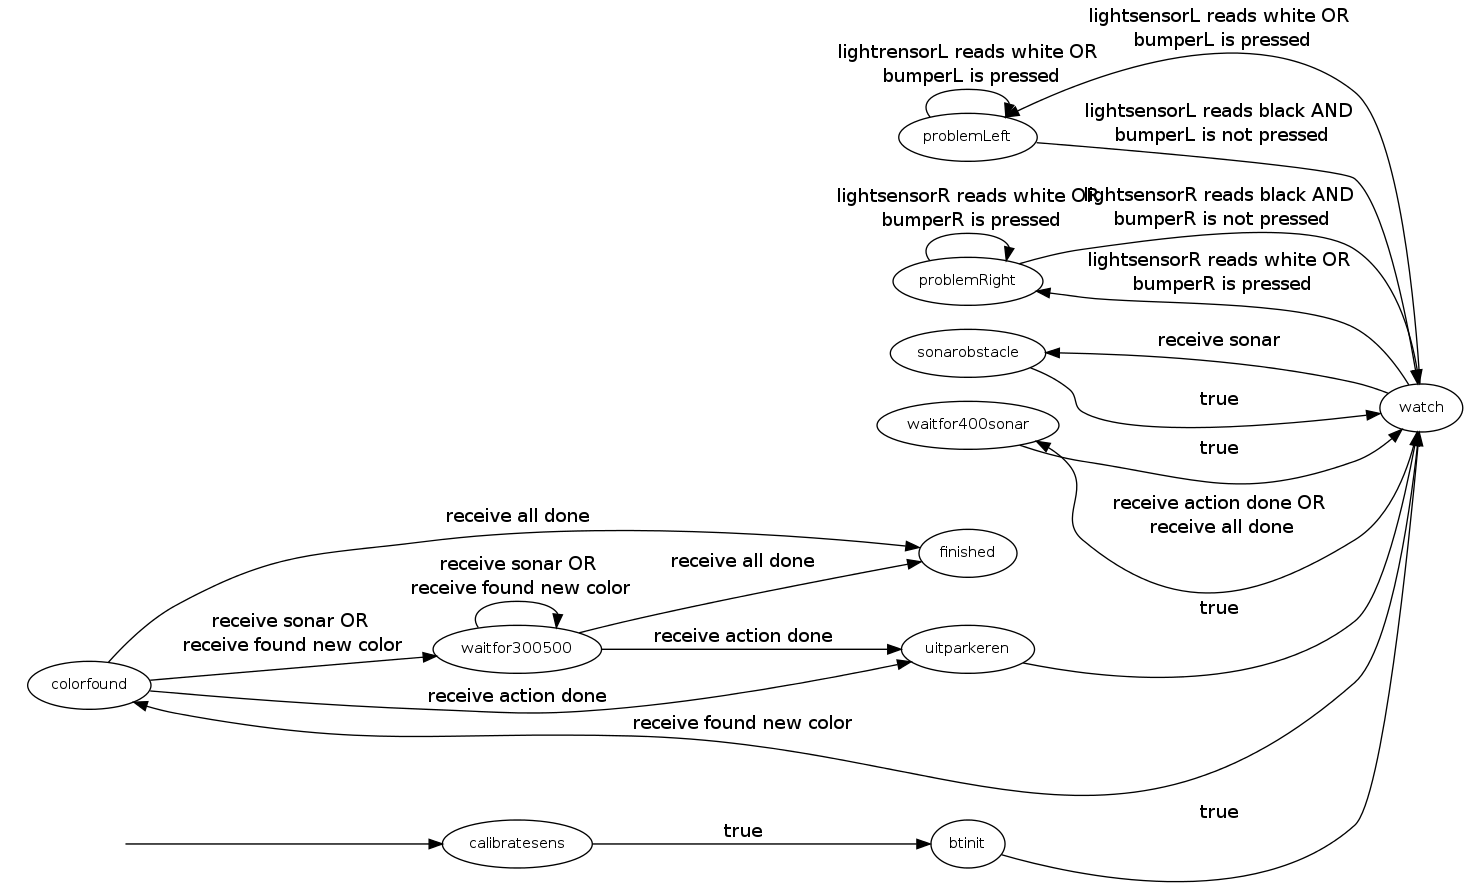 lightsensorL reads white OR
bumperL is pressed
lightrensorL reads white OR
bumperL is pressed
problemLeft
lightsensorL reads black AND
bumperL is not pressed
lightsensorR reads white OR
bumperR is pressed
lightsensorR reads black AND
bumperR is not pressed
problemRight
lightsensorR reads white OR
bumperR is pressed
sonarobstacle
receive sonar
true
watch
waitfor400sonar
true
receive action done OR
receive all done
receive all done
finished
receive sonar OR
receive found new color
receive all done
true
receive sonar OR
receive found new color
waitfor300500
receive action done
uitparkeren
colorfound
receive action done
receive found new color
true
calibratesens
true
btinit